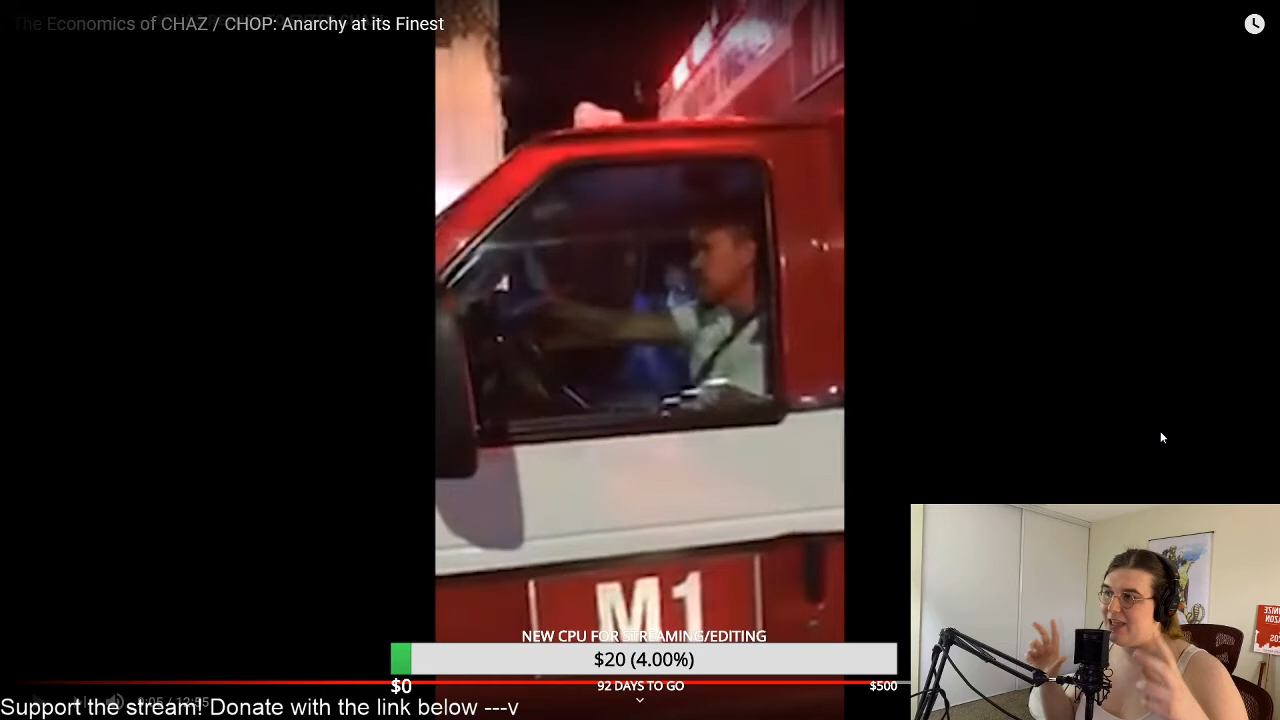 The Economics of CHAZ / CHOP: Anarchy at its Finest
M1
NEW CPU FOR STREAMING/EDITING
$20 (4.00%)
$0
92 DAYS TO GO
$500
Support the stream! Donate with the link below ---v